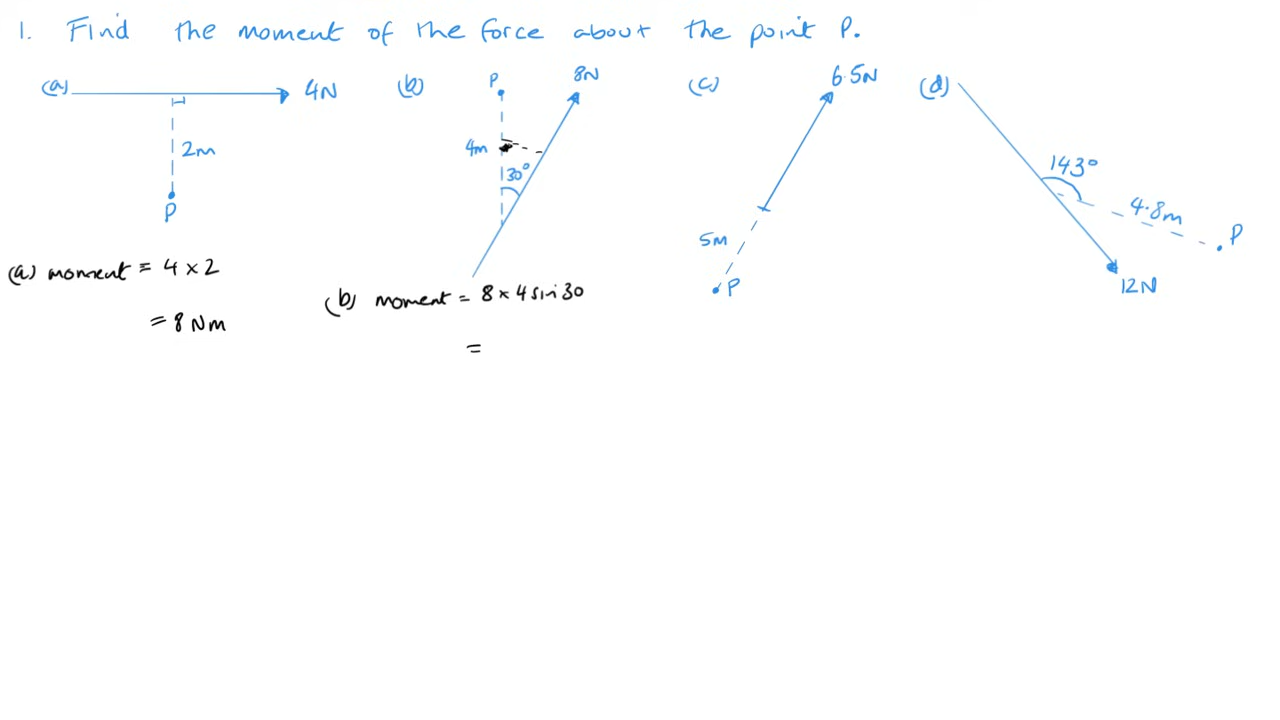 1. Find the moment of the force about the point P.
(a) 4N (b) P 8N (c) 6.5N (d)
2m 4m 30° 143°
P 5m 4.8m P
P 12N
(a) moment = 4 × 2
= 8 Nm
(b) moment = 8 × 4 sin 30
=